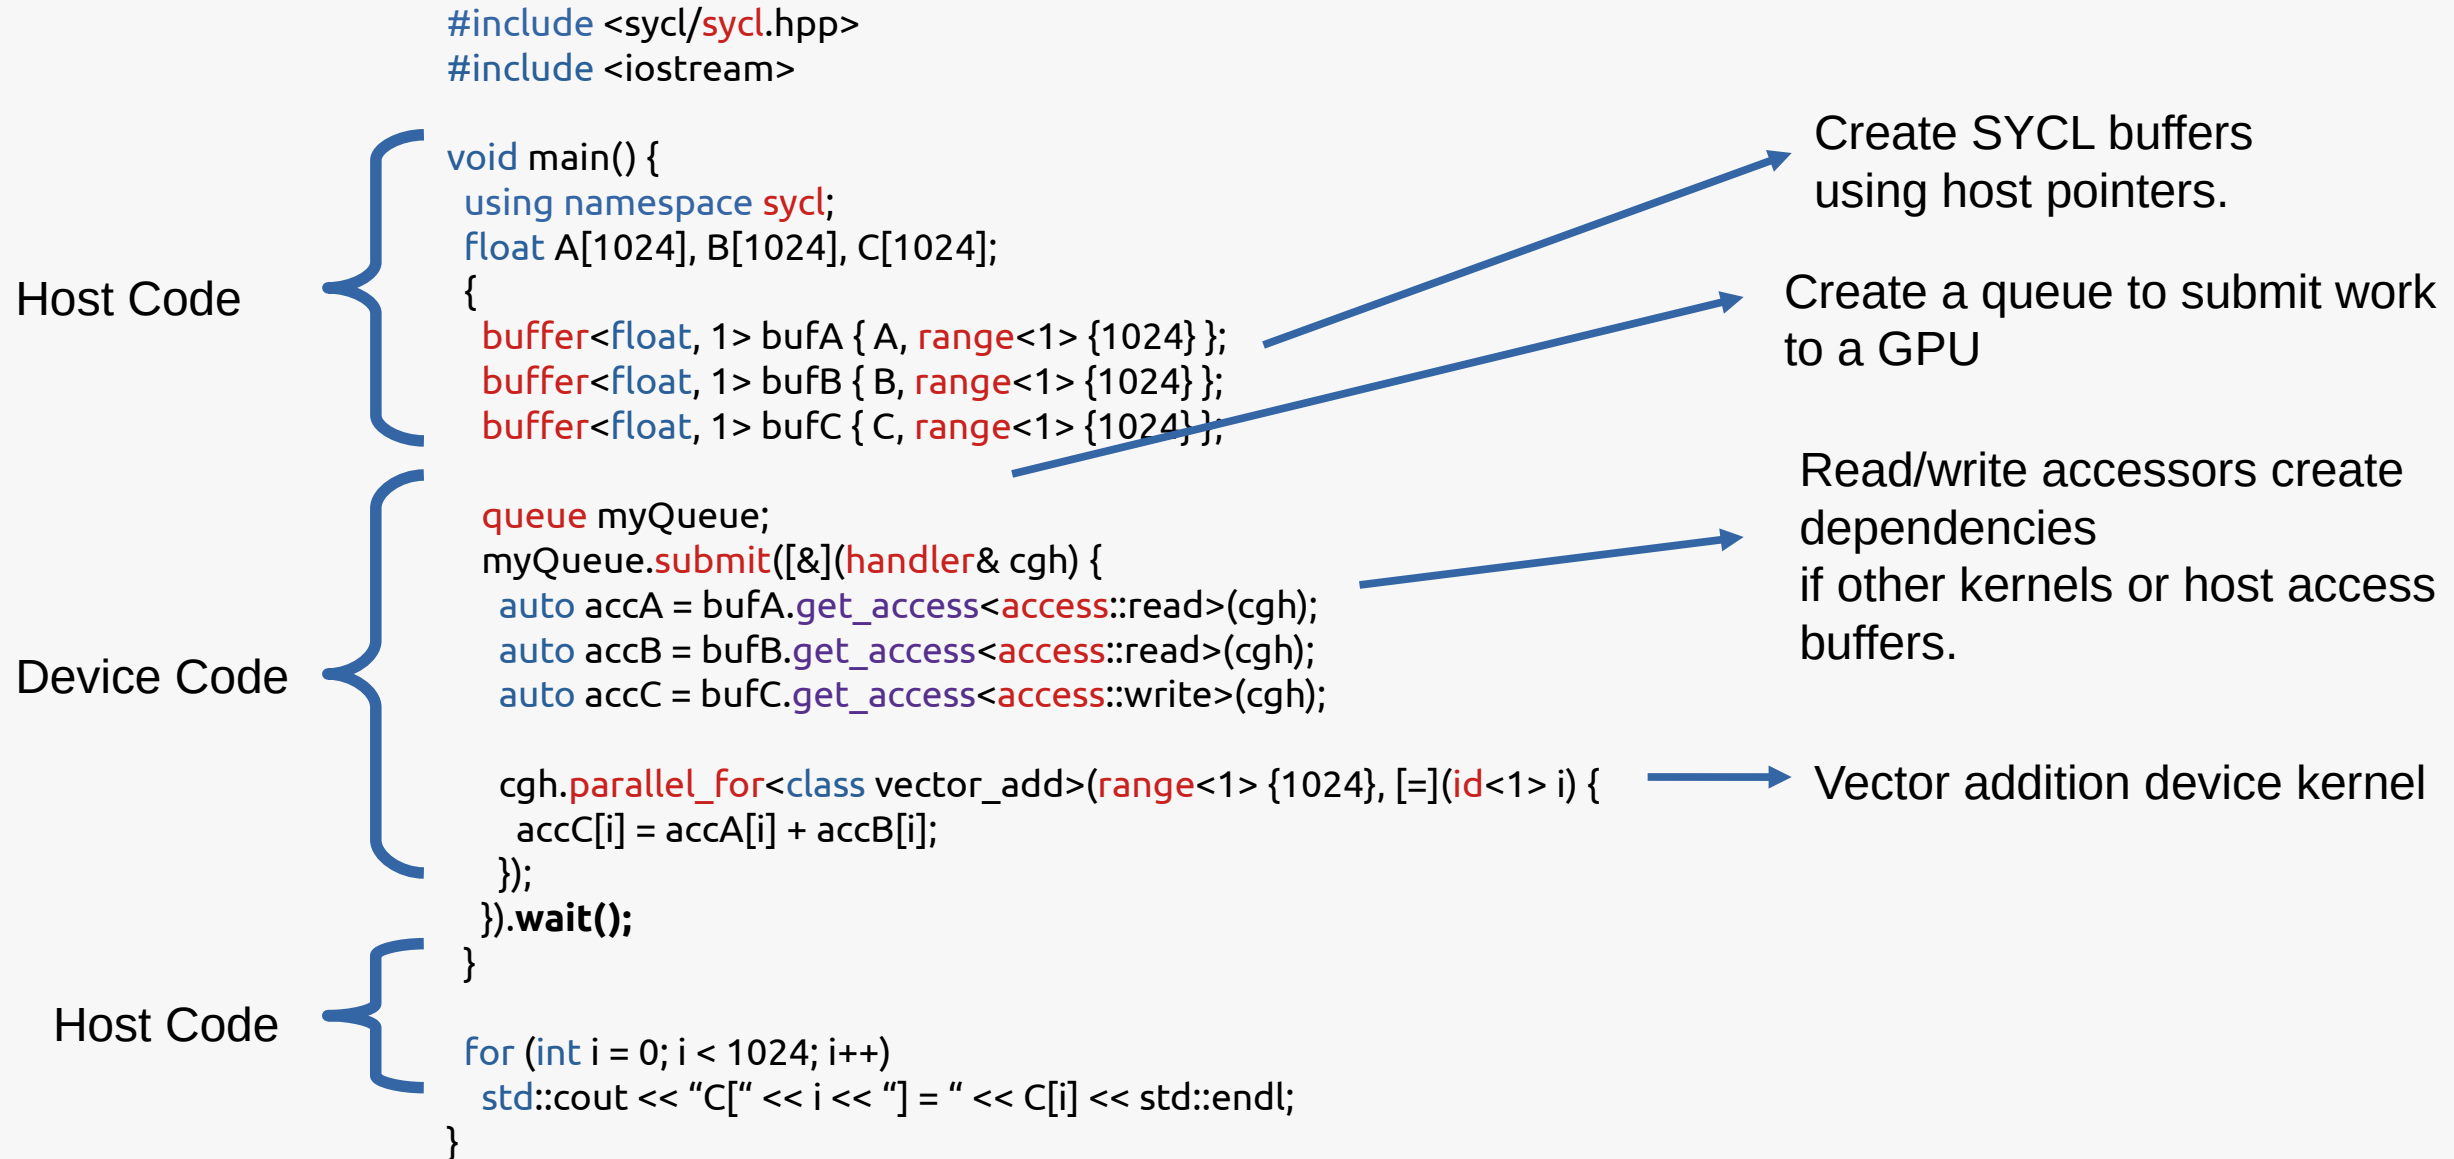 #include <sycl/sycl.hpp>
#include <iostream>
void main() {
using namespace sycl;
float A[1024], B[1024], C[1024];
{
buffer<float, 1> bufA { A, range<1> {1024} };
buffer<float, 1> bufB { B, range<1> {1024} };
buffer<float, 1> bufC { C, range<1> {1024} };
queue myQueue;
myQueue.submit([&](handler& cgh) {
auto accA = bufA.get_access<access::read>(cgh);
auto accB = bufB.get_access<access::read>(cgh);
auto accC = bufC.get_access<access::write>(cgh);
cgh.parallel_for<class vector_add>(range<1> {1024}, [=](id<1> i) {
accC[i] = accA[i] + accB[i];
});
}).wait();
}
for (int i = 0; i < 1024; i++)
std::cout << “C[“ << i << “] = “ << C[i] << std::endl;
}
Host Code
Device Code
Host Code
Create SYCL buffers
using host pointers.
Create a queue to submit work
to a GPU
Read/write accessors create
dependencies
if other kernels or host access
buffers.
Vector addition device kernel